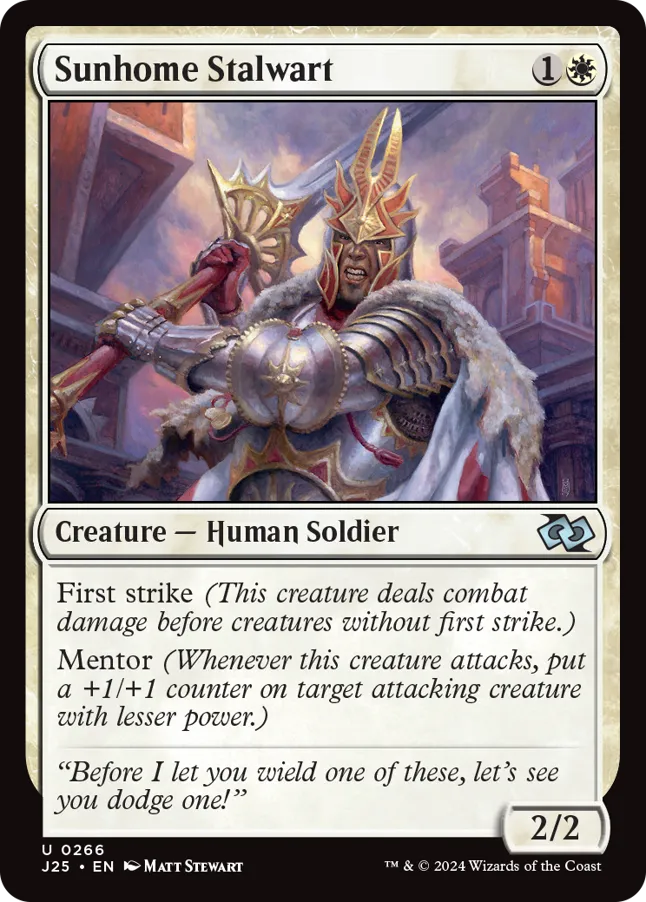 Sunhome Stalwart 1
Creature — Human Soldier
First strike (This creature deals combat
damage before creatures without first strike.)
Mentor (Whenever this creature attacks, put
a +1/+1 counter on target attacking creature
with lesser power.)
“Before I let you wield one of these, let’s see
you dodge one!”
2/2
U 0266
J25 • EN MATT STEWART
™ & © 2024 Wizards of the Coast